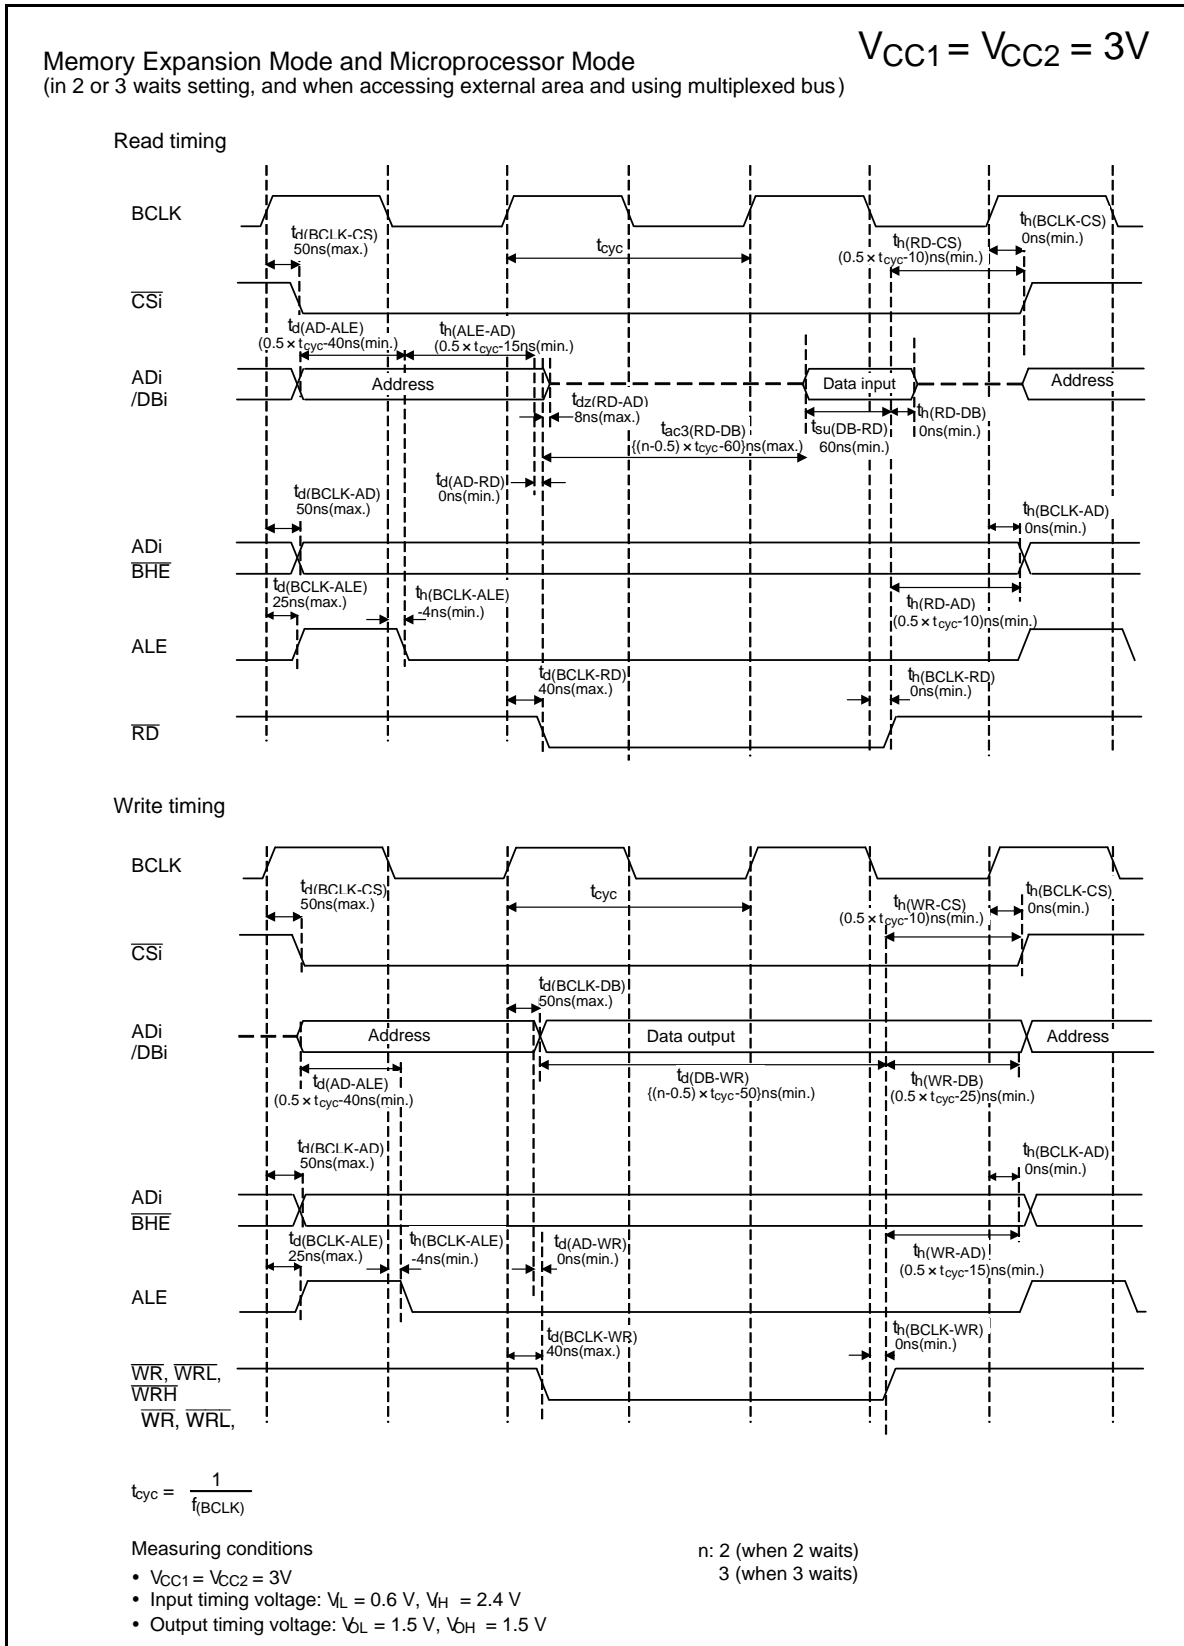 VCC1 = VCC2 = 3V
Memory Expansion Mode and Microprocessor Mode
(in 2 or 3 waits setting, and when accessing external area and using multiplexed bus)
Read timing
BCLK
td(BCLK-CS)
50ns(max.)
tcyc
th(RD-CS)
(0.5 × tcyc-10)ns(min.)
th(BCLK-CS)
0ns(min.)
CSi
td(AD-ALE)
(0.5 × tcyc-40ns(min.)
th(ALE-AD)
(0.5 × tcyc-15ns(min.)
ADi
/DBi
Address
Data input
Address
tdz(RD-AD)
8ns(max.)
tac3(RD-DB)
{(n-0.5) × tcyc-60}ns(max.)
tsu(DB-RD)
60ns(min.)
th(RD-DB)
0ns(min.)
td(AD-RD)
0ns(min.)
td(BCLK-AD)
50ns(max.)
th(BCLK-AD)
0ns(min.)
ADi
BHE
td(BCLK-ALE)
25ns(max.)
th(BCLK-ALE)
-4ns(min.)
th(RD-AD)
(0.5 × tcyc-10)ns(min.)
ALE
td(BCLK-RD)
40ns(max.)
th(BCLK-RD)
0ns(min.)
RD
Write timing
BCLK
td(BCLK-CS)
50ns(max.)
tcyc
th(WR-CS)
(0.5 × tcyc-10)ns(min.)
th(BCLK-CS)
0ns(min.)
CSi
td(BCLK-DB)
50ns(max.)
ADi
/DBi
Address
Data output
Address
td(AD-ALE)
(0.5 × tcyc-40ns(min.)
td(DB-WR)
{(n-0.5) × tcyc-50}ns(min.)
th(WR-DB)
(0.5 × tcyc-25)ns(min.)
td(BCLK-AD)
50ns(max.)
th(BCLK-AD)
0ns(min.)
ADi
BHE
td(BCLK-ALE)
25ns(max.)
th(BCLK-ALE)
-4ns(min.)
td(AD-WR)
0ns(min.)
th(WR-AD)
(0.5 × tcyc-15)ns(min.)
ALE
td(BCLK-WR)
40ns(max.)
th(BCLK-WR)
0ns(min.)
WR, WRL,
WRH
WR, WRL,
tcyc = 1
f(BCLK)
Measuring conditions
• VCC1 = VCC2 = 3V
• Input timing voltage: VIL = 0.6 V, VIH = 2.4 V
• Output timing voltage: VOL = 1.5 V, VOH = 1.5 V
n: 2 (when 2 waits)
3 (when 3 waits)